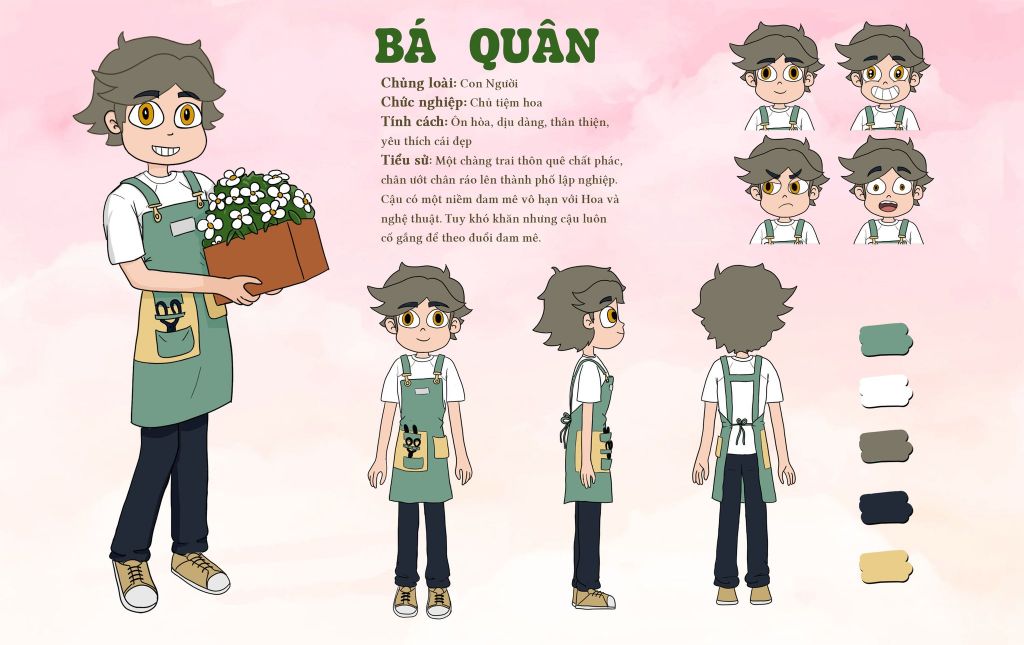 BÁ QUÂN
Chủng loài: Con Người
Chức nghiệp: Chủ tiệm hoa
Tính cách: Ôn hòa, dịu dàng, thân thiện,
yêu thích cái đẹp
Tiểu sử: Một chàng trai thôn quê chất phác,
chân ướt chân ráo lên thành phố lập nghiệp.
Cậu có một niềm đam mê vô hạn với Hoa và
nghệ thuật. Tuy khó khăn nhưng cậu luôn
cố gắng để theo đuổi đam mê.